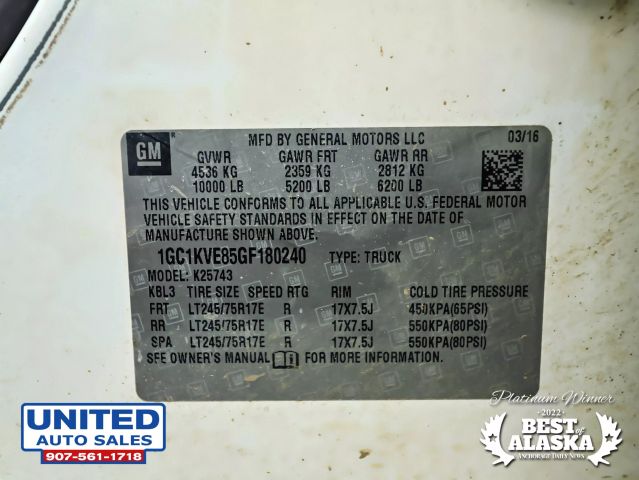 GM
MFD BY GENERAL MOTORS LLC 03/16
GVWR GAWR FRT GAWR RR
4536 KG 2359 KG 2812 KG
10000 LB 5200 LB 6200 LB
THIS VEHICLE CONFORMS TO ALL APPLICABLE U.S. FEDERAL MOTOR
VEHICLE SAFETY STANDARDS IN EFFECT ON THE DATE OF
MANUFACTURE SHOWN ABOVE.
1GC1KVE85GF180240 TYPE: TRUCK
MODEL: K25743
KBL3 TIRE SIZE SPEED RTG RIM COLD TIRE PRESSURE
FRT LT245/75R17E R 17X7.5J 450KPA(65PSI)
RR LT245/75R17E R 17X7.5J 550KPA(80PSI)
SPA LT245/75R17E R 17X7.5J 550KPA(80PSI)
SEE OWNER'S MANUAL FOR MORE INFORMATION.
UNITED
AUTO SALES
907-561-1718
Platinum Winner
2022
BEST
of
ALASKA
ANCHORAGE DAILY NEWS